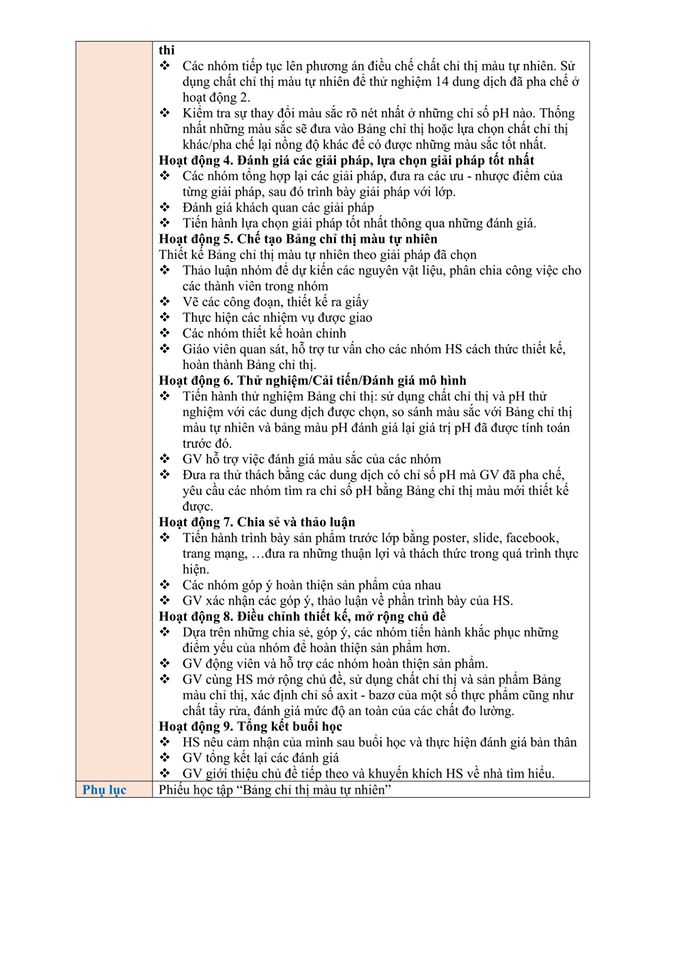 thi
❖ Các nhóm tiếp tục lên phương án điều chế chất chỉ thị màu tự nhiên. Sử
dụng chất chỉ thị màu tự nhiên để thử nghiệm 14 dung dịch đã pha chế ở
hoạt động 2.
❖ Kiểm tra sự thay đổi màu sắc rõ nét nhất ở những chỉ số pH nào. Thống
nhất những màu sắc sẽ đưa vào Bảng chỉ thị hoặc lựa chọn chất chỉ thị
khác/pha chế lại nồng độ khác để có được những màu sắc tốt nhất.
Hoạt động 4. Đánh giá các giải pháp, lựa chọn giải pháp tốt nhất
❖ Các nhóm tổng hợp lại các giải pháp, đưa ra các ưu - nhược điểm của
từng giải pháp, sau đó trình bày giải pháp với lớp.
❖ Đánh giá khách quan các giải pháp
❖ Tiến hành lựa chọn giải pháp tốt nhất thông qua những đánh giá.
Hoạt động 5. Chế tạo Bảng chỉ thị màu tự nhiên
Thiết kế Bảng chỉ thị màu tự nhiên theo giải pháp đã chọn
❖ Thảo luận nhóm để dự kiến các nguyên vật liệu, phân chia công việc cho
các thành viên trong nhóm
❖ Vẽ các công đoạn, thiết kế ra giấy
❖ Thực hiện các nhiệm vụ được giao
❖ Các nhóm thiết kế hoàn chỉnh
❖ Giáo viên quan sát, hỗ trợ tư vấn cho các nhóm HS cách thức thiết kế,
hoàn thành Bảng chỉ thị.
Hoạt động 6. Thử nghiệm/Cải tiến/Đánh giá mô hình
❖ Tiến hành thử nghiệm Bảng chỉ thị: sử dụng chất chỉ thị và pH thử
nghiệm với các dung dịch được chọn, so sánh màu sắc với Bảng chỉ thị
màu tự nhiên và bảng màu pH đánh giá lại giá trị pH đã được tính toán
trước đó.
❖ GV hỗ trợ việc đánh giá màu sắc của các nhóm
❖ Đưa ra thử thách bằng các dung dịch có chỉ số pH mà GV đã pha chế,
yêu cầu các nhóm tìm ra chỉ số pH bằng Bảng chỉ thị màu mới thiết kế
được.
Hoạt động 7. Chia sẻ và thảo luận
❖ Tiến hành trình bày sản phẩm trước lớp bằng poster, slide, facebook,
trang mạng, …đưa ra những thuận lợi và thách thức trong quá trình thực
hiện.
❖ Các nhóm góp ý hoàn thiện sản phẩm của nhau
❖ GV xác nhận các góp ý, thảo luận về phần trình bày của HS.
Hoạt động 8. Điều chỉnh thiết kế, mở rộng chủ đề
❖ Dựa trên những chia sẻ, góp ý, các nhóm tiến hành khắc phục những
điểm yếu của nhóm để hoàn thiện sản phẩm hơn.
❖ GV động viên và hỗ trợ các nhóm hoàn thiện sản phẩm.
❖ GV cùng HS mở rộng chủ đề, sử dụng chất chỉ thị và sản phẩm Bảng
màu chỉ thị, xác định chỉ số axit - bazơ của một số thực phẩm cũng như
chất tẩy rửa, đánh giá mức độ an toàn của các chất đo lường.
Hoạt động 9. Tổng kết buổi học
❖ HS nêu cảm nhận của mình sau buổi học và thực hiện đánh giá bản thân
❖ GV tổng kết lại các đánh giá
❖ GV giới thiệu chủ đề tiếp theo và khuyến khích HS về nhà tìm hiểu.
Phụ lục Phiếu học tập “Bảng chỉ thị màu tự nhiên”